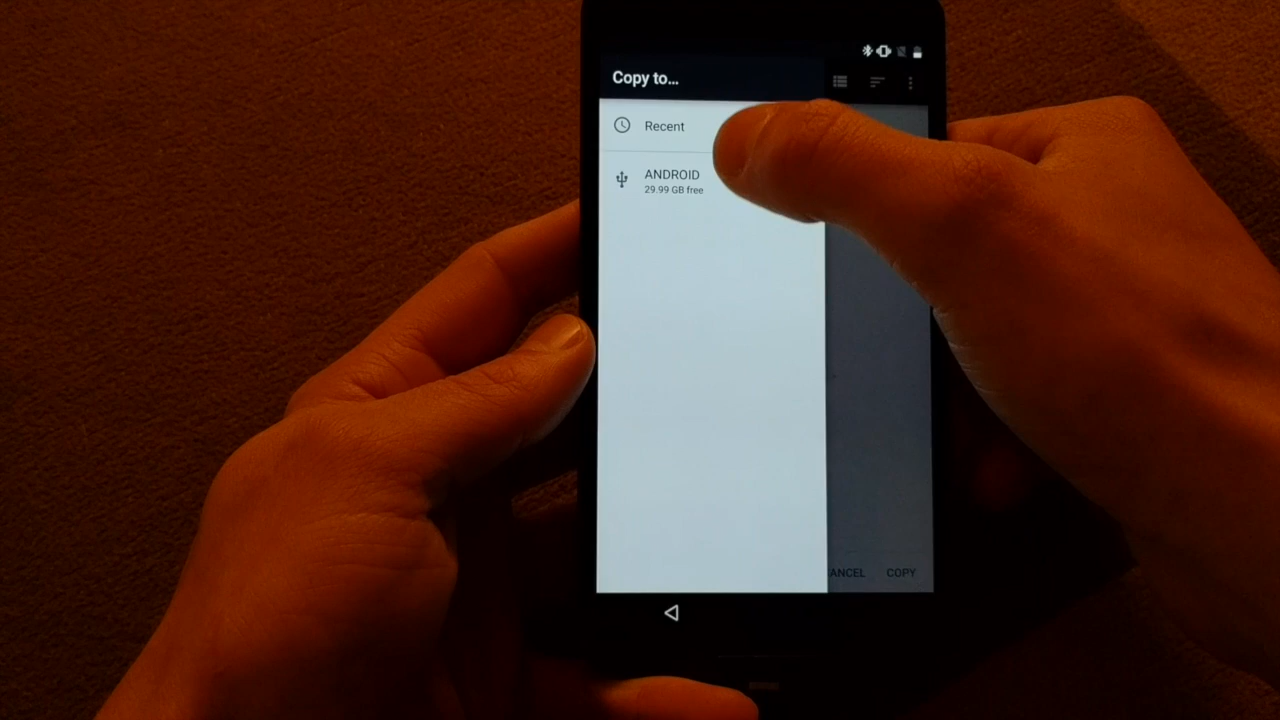 Copy to...
Recent
ANDROID
29.99 GB free
ANCEL COPY